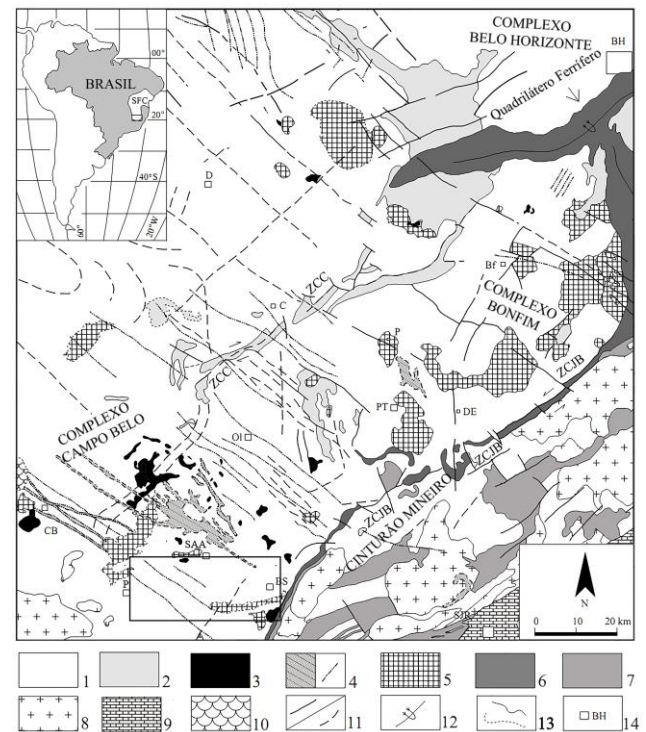 COMPLEXO
BELO HORIZONTE
BH
00°
BRASIL
SFC
20°
40°S
60°
20°W
Quadrilátero Ferrífero
D
Bf
COMPLEXO
BONFIM
ZCC
C
P
ZCJB
ZCC
PT
DE
COMPLEXO
CAMPO BELO
Ol
ZCJB
CINTURÃO MINEIRO
ZCJB
CB
SAA
P
BS
SJR
N
0 10 20 km
1 2 3 4 5 6 7
8 9 10 11 12 13 BH 14